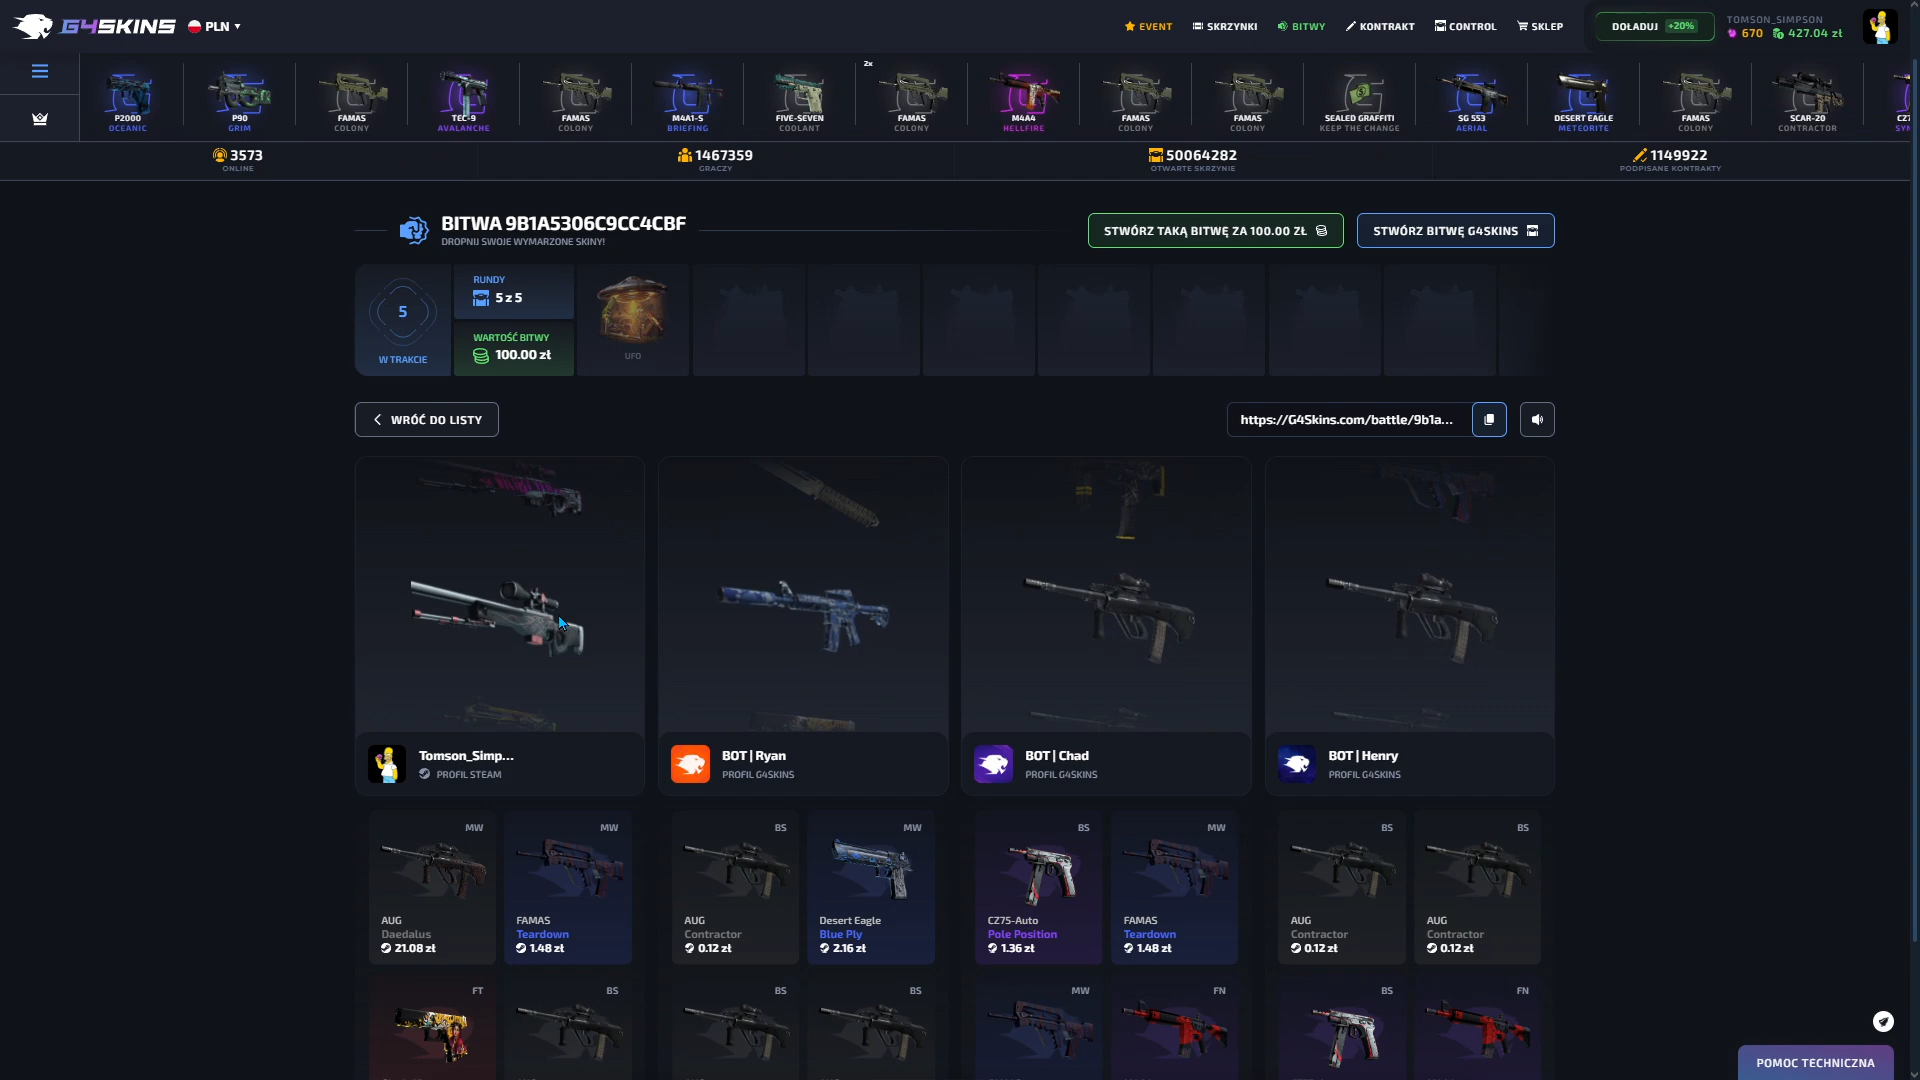 G4SKINS
PLN
EVENT
SKRZYNKI
BITWY
KONTRAKT
CONTROL
SKLEP
DOŁADUJ +20%
TOMSON_SIMPSON
670 427.04 zł
P2000
OCEANIC
P90
GRIM
FAMAS
COLONY
TEC-9
AVALANCHE
FAMAS
COLONY
M4A1-S
BRIEFING
FIVE-SEVEN
COOLANT
2x
FAMAS
COLONY
M4A4
HELLFIRE
FAMAS
COLONY
FAMAS
COLONY
SEALED GRAFFITI
KEEP THE CHANGE
SG 553
AERIAL
DESERT EAGLE
METEORITE
FAMAS
COLONY
SCAR-20
CONTRACTOR
3573
ONLINE
1467359
GRACZY
50064282
OTWARTE SKRZYNIE
1149922
PODPISANE KONTRAKTY
BITWA 9B1A5306C9CC4CBF
DROPNIJ SWOJE WYMARZONE SKINY!
STWÓRZ TAKĄ BITWĘ ZA 100.00 ZŁ
STWÓRZ BITWĘ G4SKINS
5
W TRAKCIE
RUNDY
5 z 5
WARTOŚĆ BITWY
100.00 zł
UFO
WRÓĆ DO LISTY
https://G4Skins.com/battle/9b1a...
Tomson_Simp...
PROFIL STEAM
BOT | Ryan
PROFIL G4SKINS
BOT | Chad
PROFIL G4SKINS
BOT | Henry
PROFIL G4SKINS
MW
AUG
Daedalus
21.08 zł
MW
FAMAS
Teardown
1.48 zł
BS
AUG
Contractor
0.12 zł
MW
Desert Eagle
Blue Ply
2.16 zł
BS
CZ75-Auto
Pole Position
1.36 zł
MW
FAMAS
Teardown
1.48 zł
BS
AUG
Contractor
0.12 zł
BS
AUG
Contractor
0.12 zł
FT
BS
BS
BS
MW
FN
BS
FN
POMOC TECHNICZNA